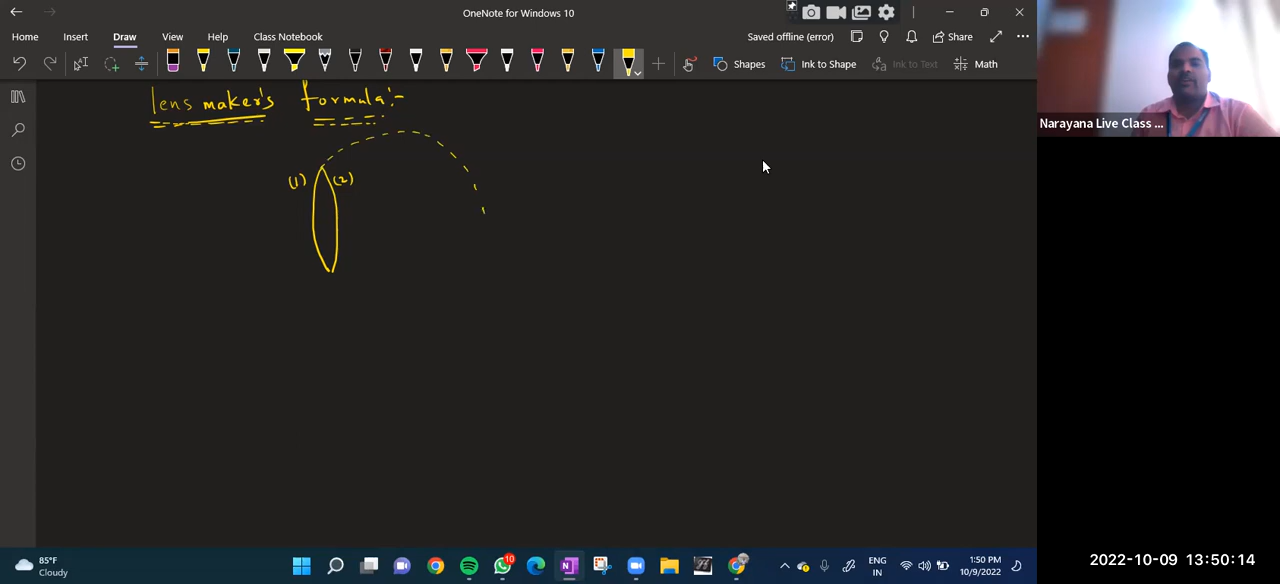 OneNote for Windows 10
Home Insert Draw View Help Class Notebook
Saved offline (error) Share
Shapes Ink to Shape Ink to Text Math
lens maker's formula:-
(1) (2)
Narayana Live Class ...
85°F
Cloudy
10
ENG
IN
1:50 PM
10/9/2022
2022-10-09 13:50:14